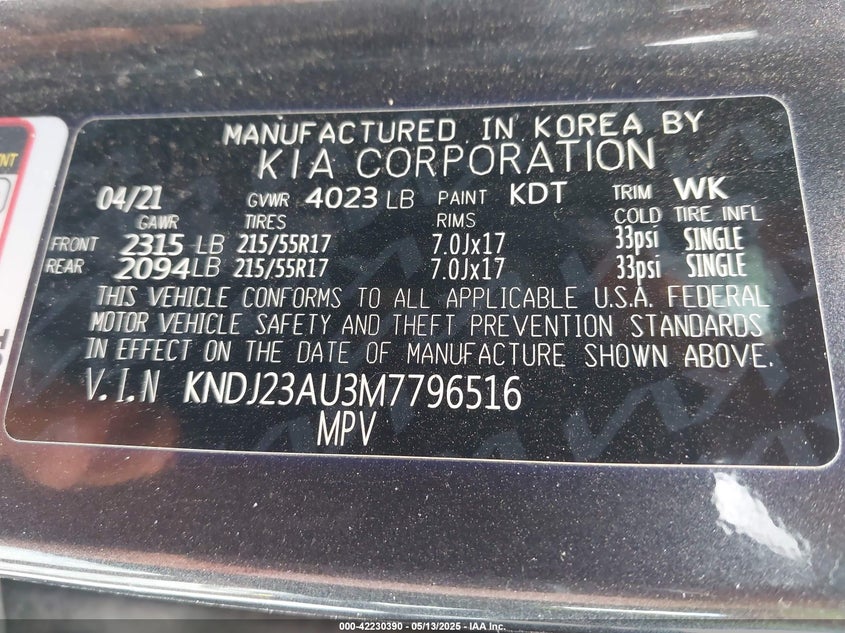 MANUFACTURED IN KOREA BY
KIA CORPORATION
04/21 GVWR 4023 LB PAINT KDT TRIM WK
GAWR TIRES RIMS COLD TIRE INFL
FRONT 2315 LB 215/55R17 7.0Jx17 33psi SINGLE
REAR 2094 LB 215/55R17 7.0Jx17 33psi SINGLE
THIS VEHICLE CONFORMS TO ALL APPLICABLE U.S.A. FEDERAL
MOTOR VEHICLE SAFETY AND THEFT PREVENTION STANDARDS
IN EFFECT ON THE DATE OF MANUFACTURE SHOWN ABOVE.
V.I.N KNDJ23AU3M7796516
MPV
000-42230390 - 05/13/2025 - IAA Inc.